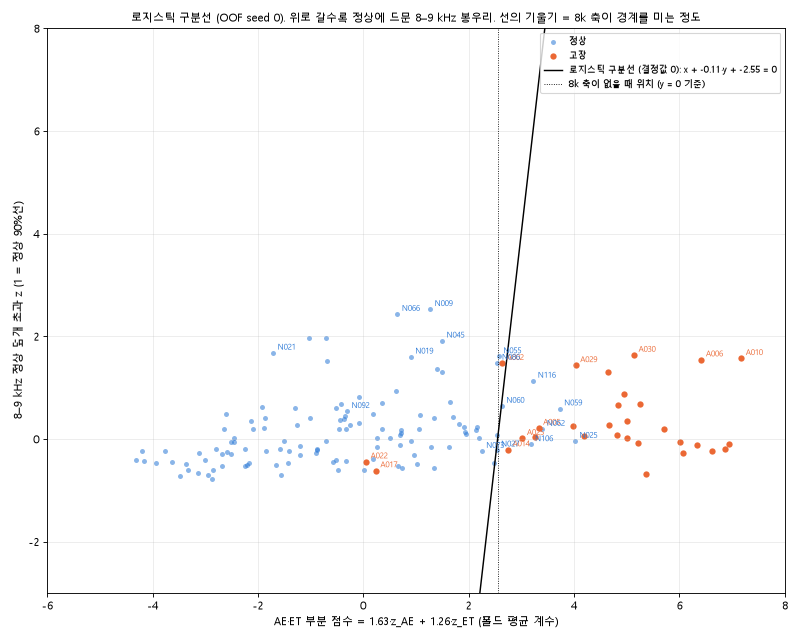 로지스틱 구분선 (OOF seed 0). 위로 갈수록 정상에 드문 8–9 kHz 봉우리. 선의 기울기 = 8k 축이 경계를 미는 정도
정상
고장
로지스틱 구분선 (결정값 0): x + -0.11·y + -2.55 = 0
8k 축이 없을 때 위치 (y = 0 기준)
8
6
4
2
0
-2
8–9 kHz 정상 덮개 초과 z (1 = 정상 90%선)
N066
N009
N045
N021
N019
N055
A029
A030
A006
A010
N116
N092
N060
N059
N062
N106
N025
A014
A022
A017
-6
-4
-2
0
2
4
6
8
AE·ET 부분 점수 = 1.63·z_AE + 1.26·z_ET (폴드 평균 계수)